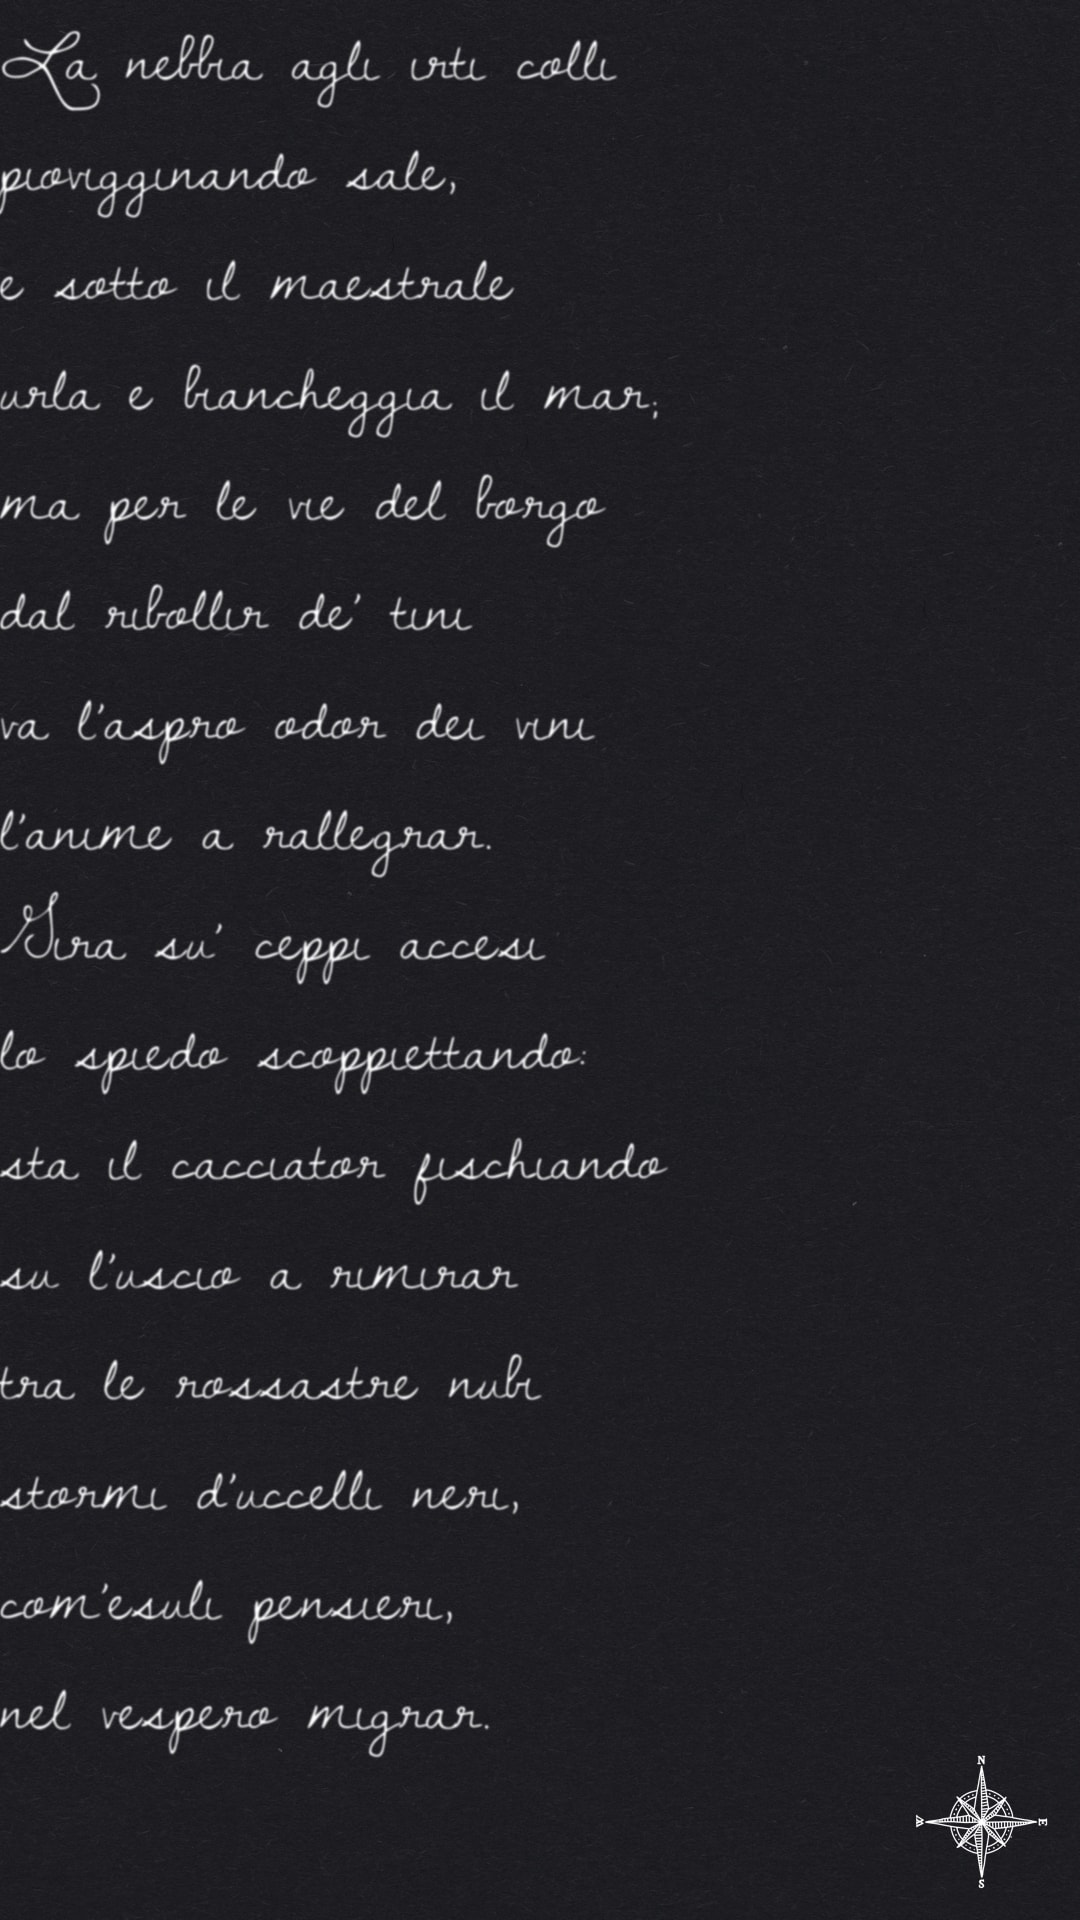 La nebbia agli irti colli
piovigginando sale,
e sotto il maestrale
urla e biancheggia il mar;
ma per le vie del borgo
dal ribollir de' tini
va l'aspro odor dei vini
l'anime a rallegrar.
Gira su' ceppi accesi
lo spiedo scoppiettando:
sta il cacciator fischiando
su l'uscio a rimirar
tra le rossastre nubi
stormi d'uccelli neri,
com'esuli pensieri,
nel vespero migrar.
N
W E
S